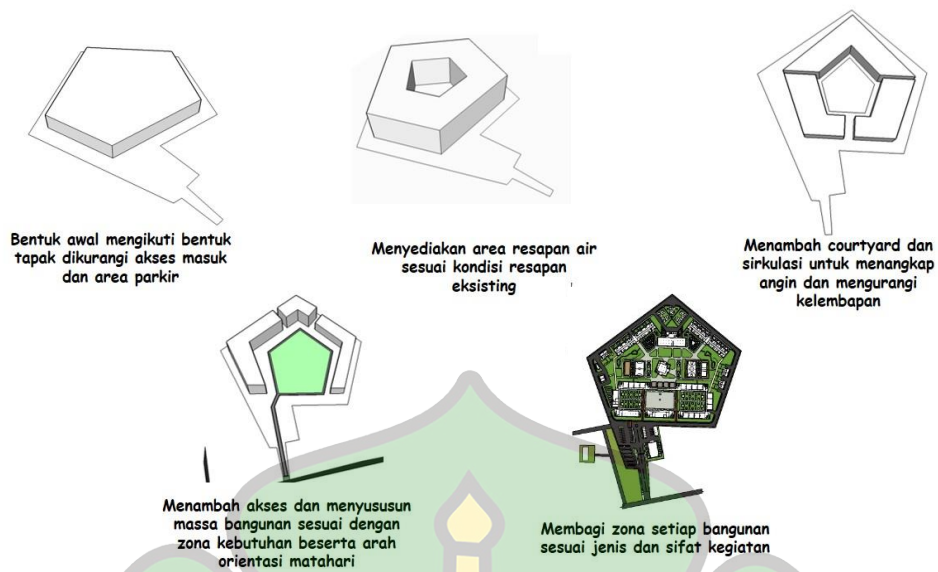 Bentuk awal mengikuti bentuk
tapak dikurangi akses masuk
dan area parkir
Menyediakan area resapan air
sesuai kondisi resapan
eksisting
Menambah courtyard dan
sirkulasi untuk menangkap
angin dan mengurangi
kelembapan
Menambah akses dan menyususun
massa bangunan sesuai dengan
zona kebutuhan beserta arah
orientasi matahari
Membagi zona setiap bangunan
sesuai jenis dan sifat kegiatan